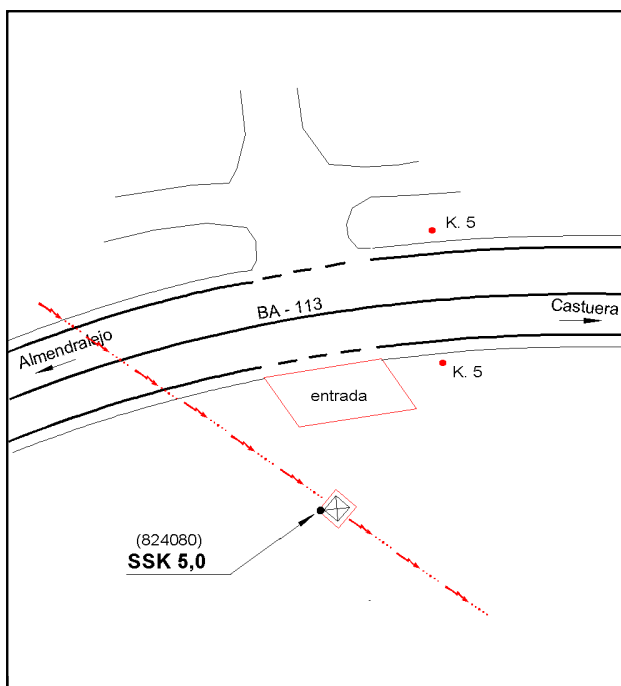 K. 5
BA - 113
Castuera
Almendralejo
K. 5
entrada
(824080)
SSK 5,0